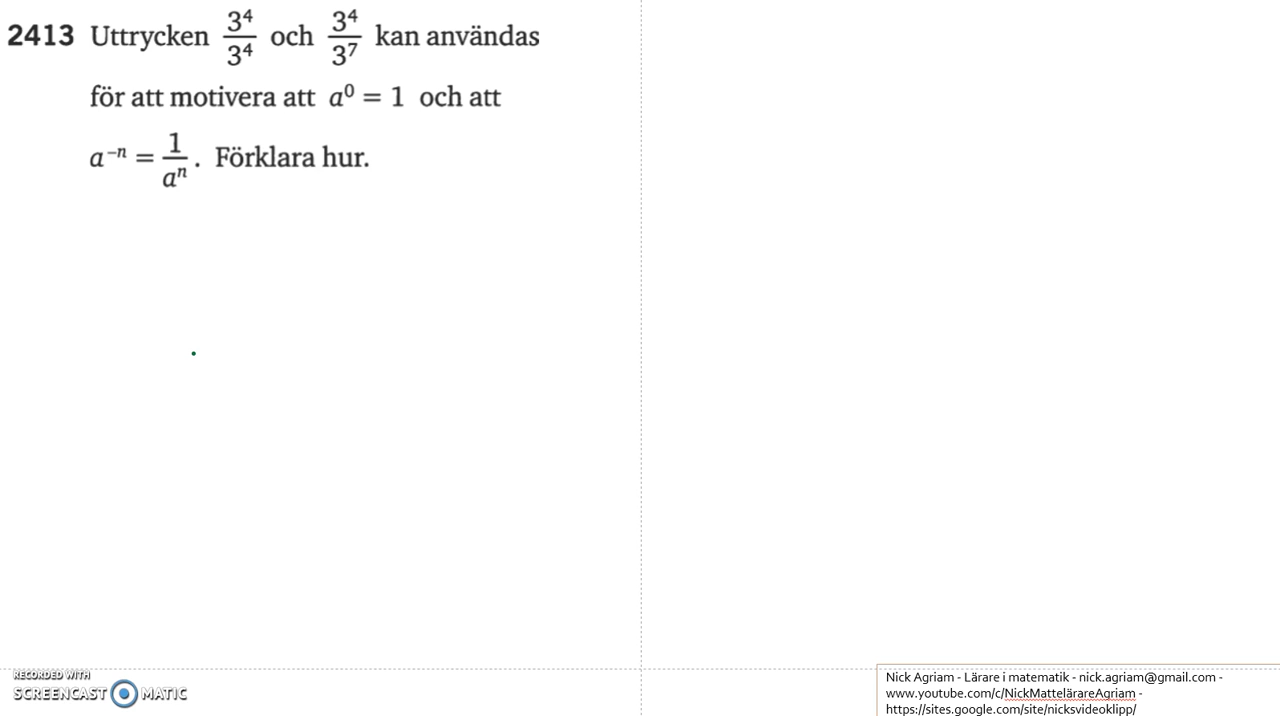 2413 Uttrycken 3⁴/3⁴ och 3⁴/3⁷ kan användas
för att motivera att a⁰ = 1 och att
a⁻ⁿ = 1/aⁿ. Förklara hur.
RECORDED WITH
SCREENCAST MATIC
Nick Agriam - Lärare i matematik - nick.agriam@gmail.com -
www.youtube.com/c/NickMattelärareAgriam -
https://sites.google.com/site/nicksvideoklipp/